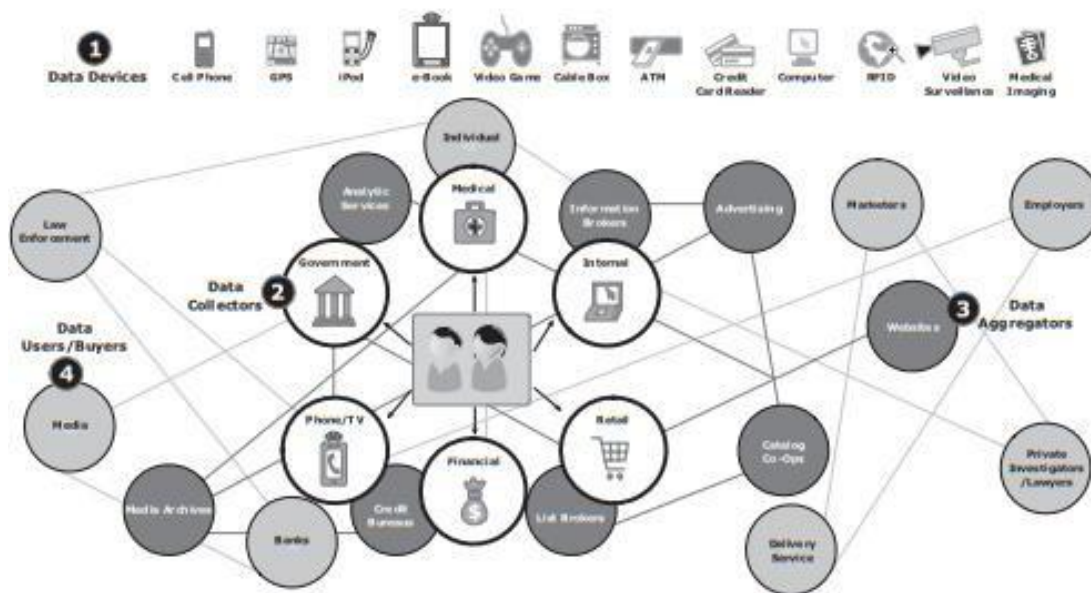 1
Data Devices
Cell Phone
GPS
iPod
e-Book
Video Game
Cable Box
ATM
Credit
Card Reader
Computer
RFID
Video
Surveillance
Medical
Imaging
Individual
Analytic
Services
Medical
Information
Brokers
Advertising
Marketers
Employers
Law
Enforcement
Government
Internal
Data
Collectors
2
Websites
3
Data
Aggregators
Data
Users/Buyers
4
Media
Phone/TV
Retail
Financial
$
Catalog
Co-Ops
Private
Investigators
/Lawyers
Media Archives
Credit
Bureaus
List Brokers
Banks
Delivery
Service